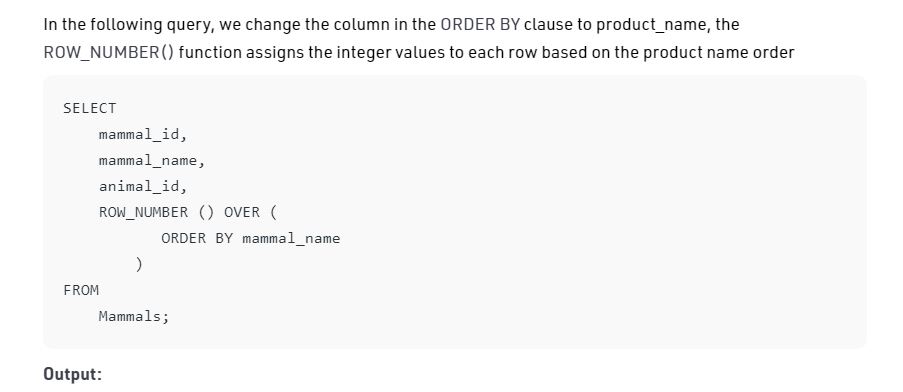 In the following query, we change the column in the ORDER BY clause to product_name, the
ROW_NUMBER() function assigns the integer values to each row based on the product name order
SELECT
mammal_id,
mammal_name,
animal_id,
ROW_NUMBER () OVER (
ORDER BY mammal_name
)
FROM
Mammals;
Output: